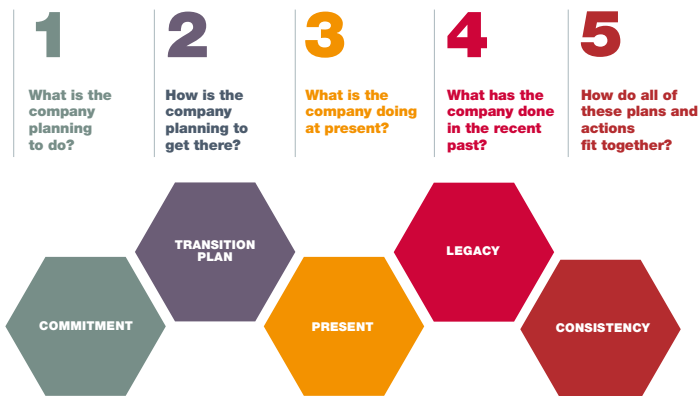 1
What is the
company
planning
to do?
2
How is the
company
planning to
get there?
3
What is the
company doing
at present?
4
What has the
company done
in the recent
past?
5
How do all of
these plans and
actions
fit together?
COMMITMENT
TRANSITION
PLAN
PRESENT
LEGACY
CONSISTENCY